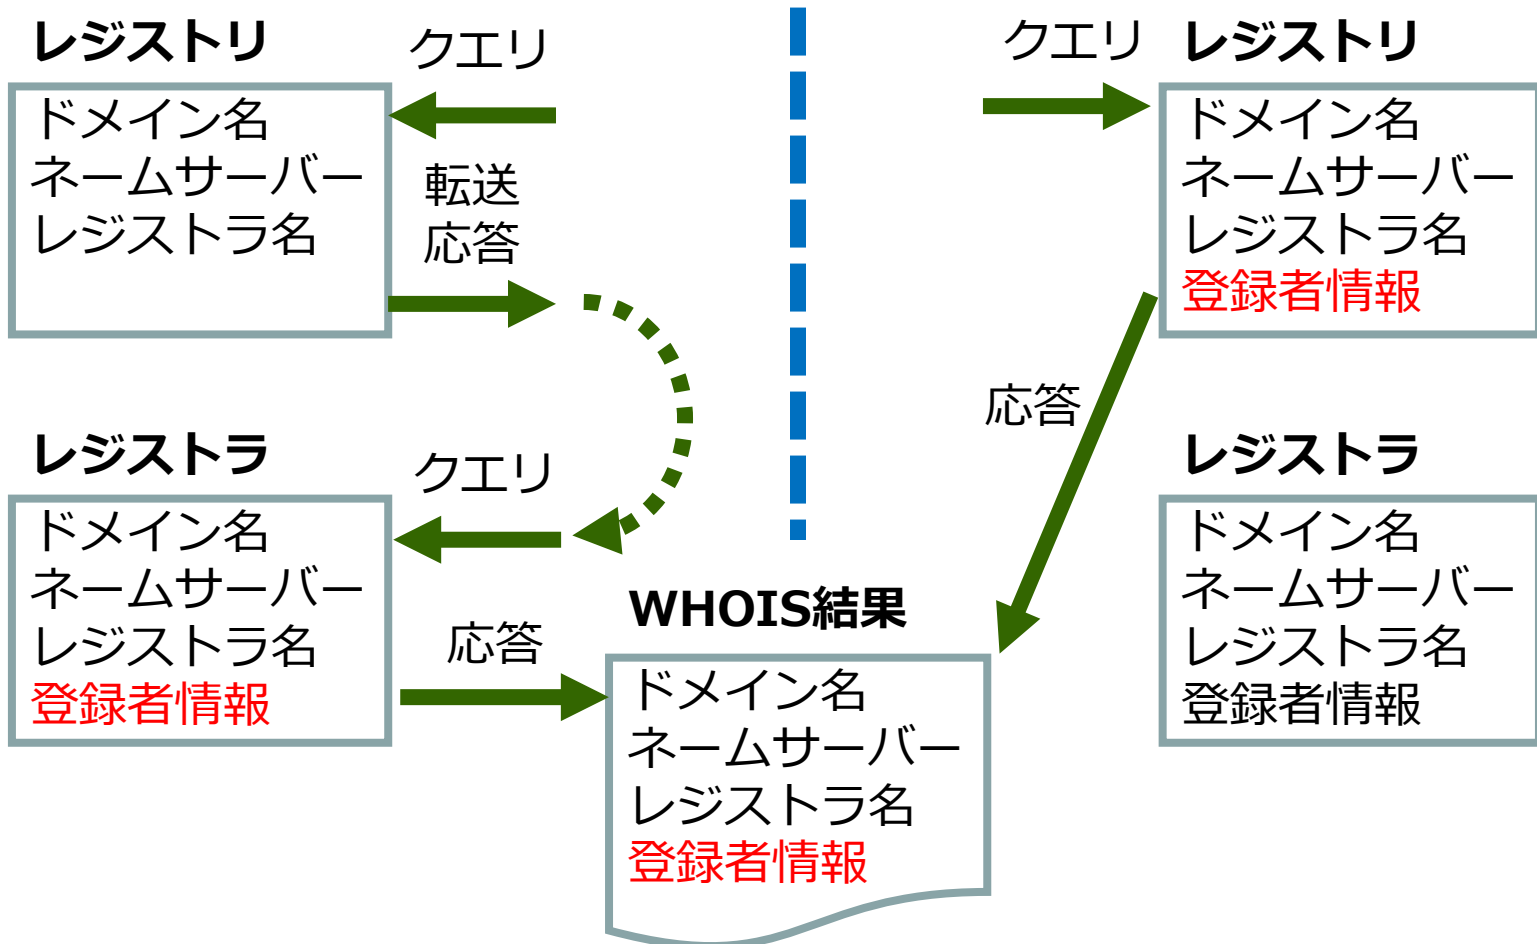 レジストリ
クエリ
ドメイン名
ネームサーバー
レジストラ名
転送
応答
レジストラ
クエリ
ドメイン名
ネームサーバー
レジストラ名
登録者情報
応答
クエリ
レジストリ
ドメイン名
ネームサーバー
レジストラ名
登録者情報
応答
レジストラ
ドメイン名
ネームサーバー
レジストラ名
登録者情報
WHOIS結果
ドメイン名
ネームサーバー
レジストラ名
登録者情報